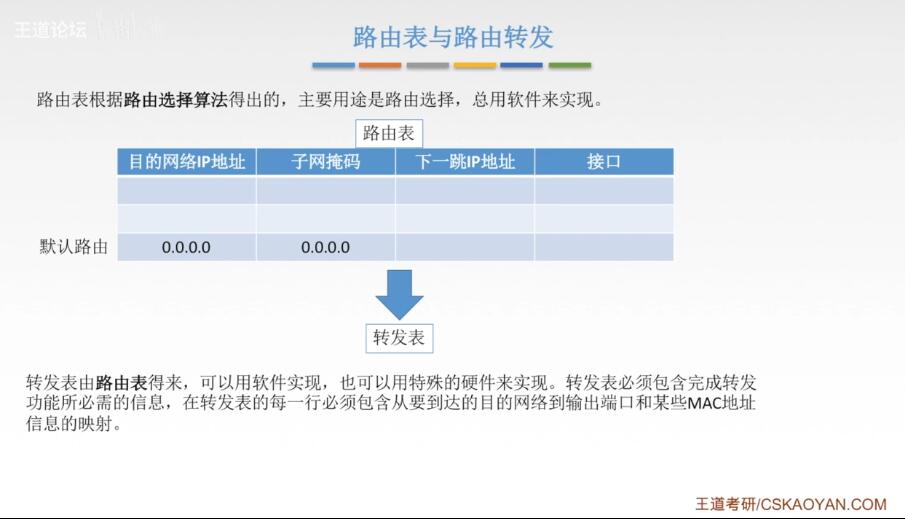 王道论坛
路由表与路由转发
路由表根据路由选择算法得出的，主要用途是路由选择，总用软件来实现。
路由表
目的网络IP地址 子网掩码 下一跳IP地址 接口
默认路由 0.0.0.0 0.0.0.0
转发表
转发表由路由表得来，可以用软件实现，也可以用特殊的硬件来实现。转发表必须包含完成转发
功能所必需的信息，在转发表的每一行必须包含从要到达的目的网络到输出端口和某些MAC地址
信息的映射。
王道考研/CSKAOYAN.COM